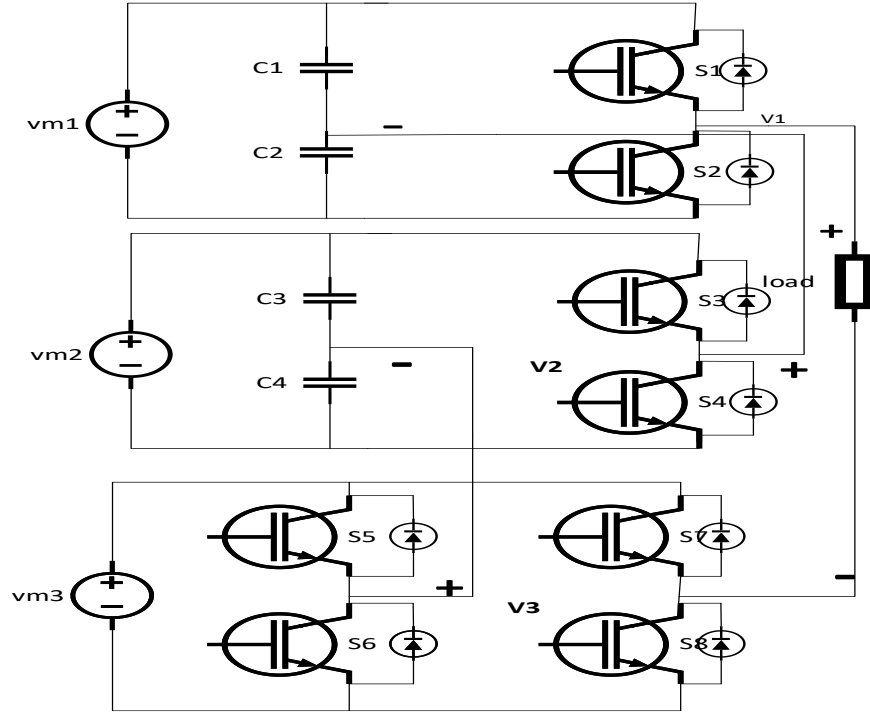 C1
S1
vm1
+
−
−
V1
C2
S2
+
load
C3
S3
vm2
+
−
−
V2
+
C4
S4
S5
S7
vm3
+
−
+
V3
−
S6
S8